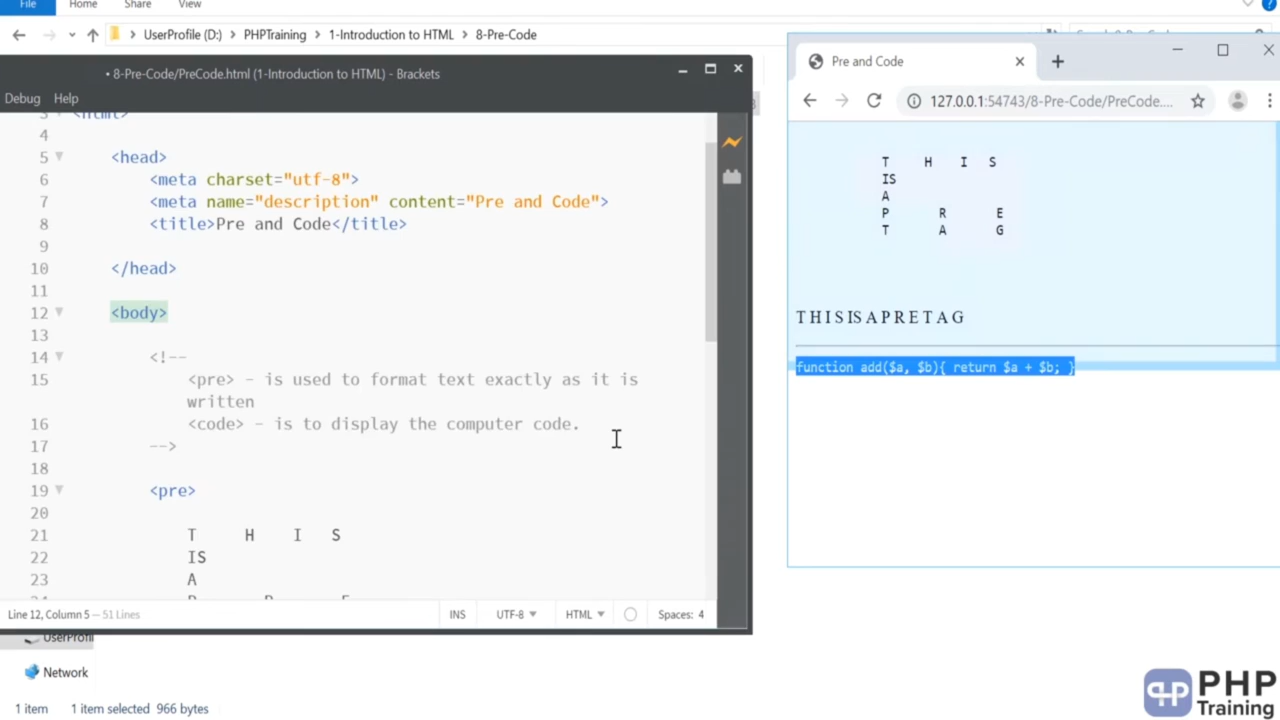 File Home Share View
UserProfile (D:) > PHPTraining > 1-Introduction to HTML > 8-Pre-Code
• 8-Pre-Code/PreCode.html (1-Introduction to HTML) - Brackets
Debug Help
3 <html>
4
5 <head>
6 <meta charset="utf-8">
7 <meta name="description" content="Pre and Code">
8 <title>Pre and Code</title>
9
10 </head>
11
12 <body>
13
14 <!--
15 <pre> - is used to format text exactly as it is
written
16 <code> - is to display the computer code.
17 -->
18
19 <pre>
20
21 T H I S
22 IS
23 A
Line 12, Column 5 — 51 Lines
INS UTF-8 HTML Spaces: 4
UserProfil
Network
1 item 1 item selected 966 bytes
Pre and Code
127.0.0.1:54743/8-Pre-Code/PreCode....
T H I S
IS
A
P R E
T A G
T H I S IS A P R E T A G
function add($a, $b){ return $a + $b; }
PHP
Training